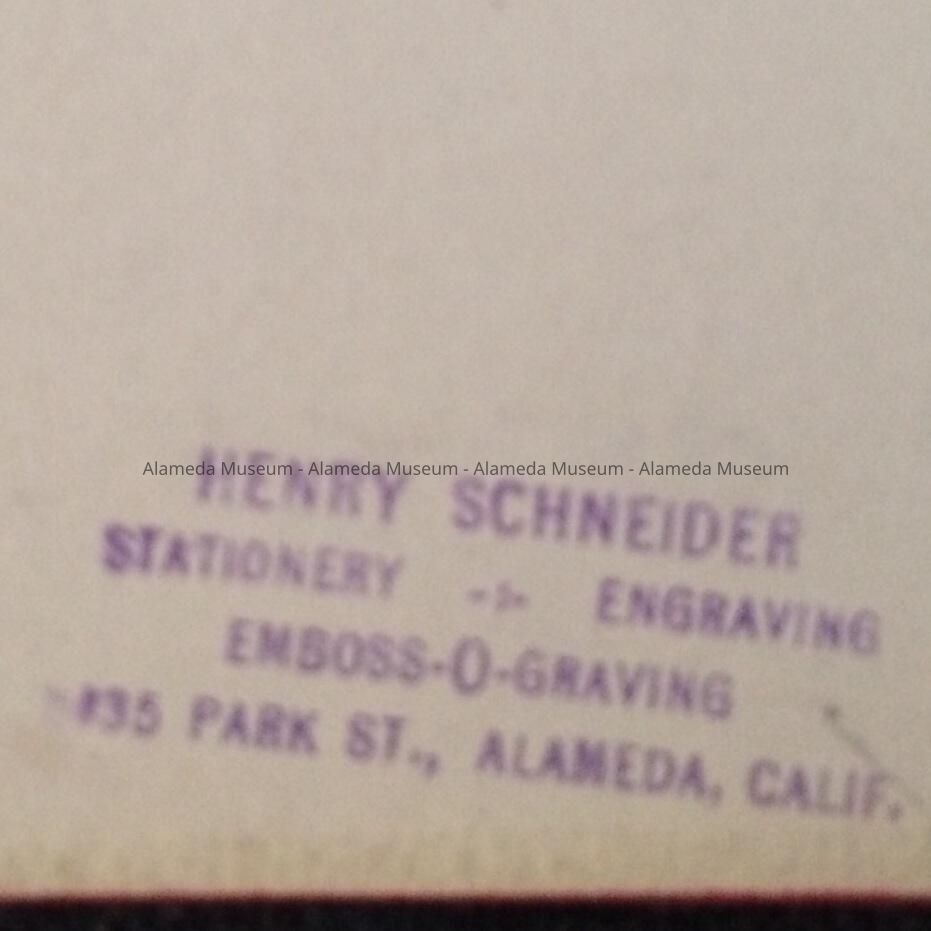 Alameda Museum - Alameda Museum - Alameda Museum - Alameda Museum
HENRY SCHNEIDER
STATIONERY - ENGRAVING
EMBOSS-O-GRAVING
PARK ST., ALAMEDA, CALIF.